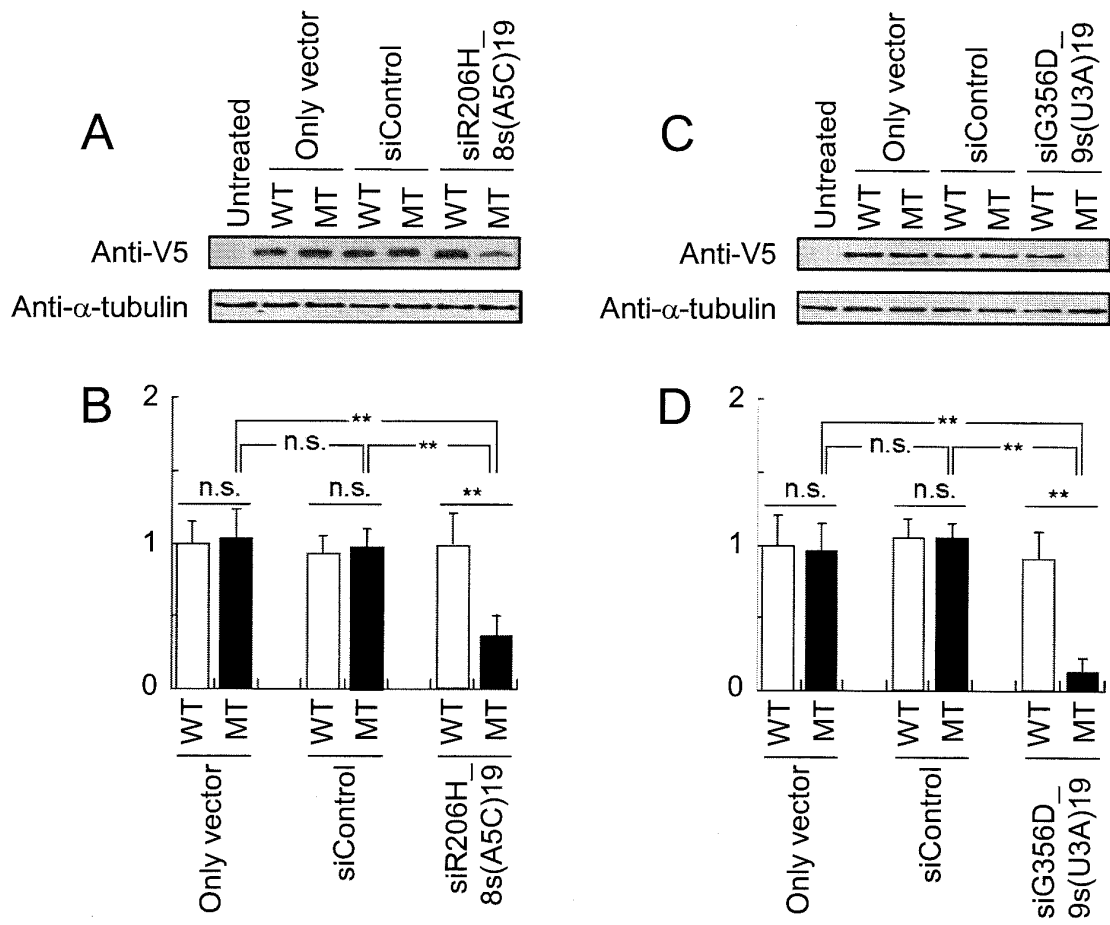 A
Untreated
Only vector
siControl
siR206H_
8s(A5C)19
WT
MT
WT
MT
WT
MT
Anti-V5
Anti-α-tubulin
C
Untreated
Only vector
siControl
siG356D_
9s(U3A)19
WT
MT
WT
MT
WT
MT
Anti-V5
Anti-α-tubulin
B
2
1
0
**
n.s.
**
n.s.
n.s.
**
WT
MT
WT
MT
WT
MT
Only vector
siControl
siR206H_
8s(A5C)19
D
2
1
0
**
n.s.
**
n.s.
n.s.
**
WT
MT
WT
MT
WT
MT
Only vector
siControl
siG356D_
9s(U3A)19